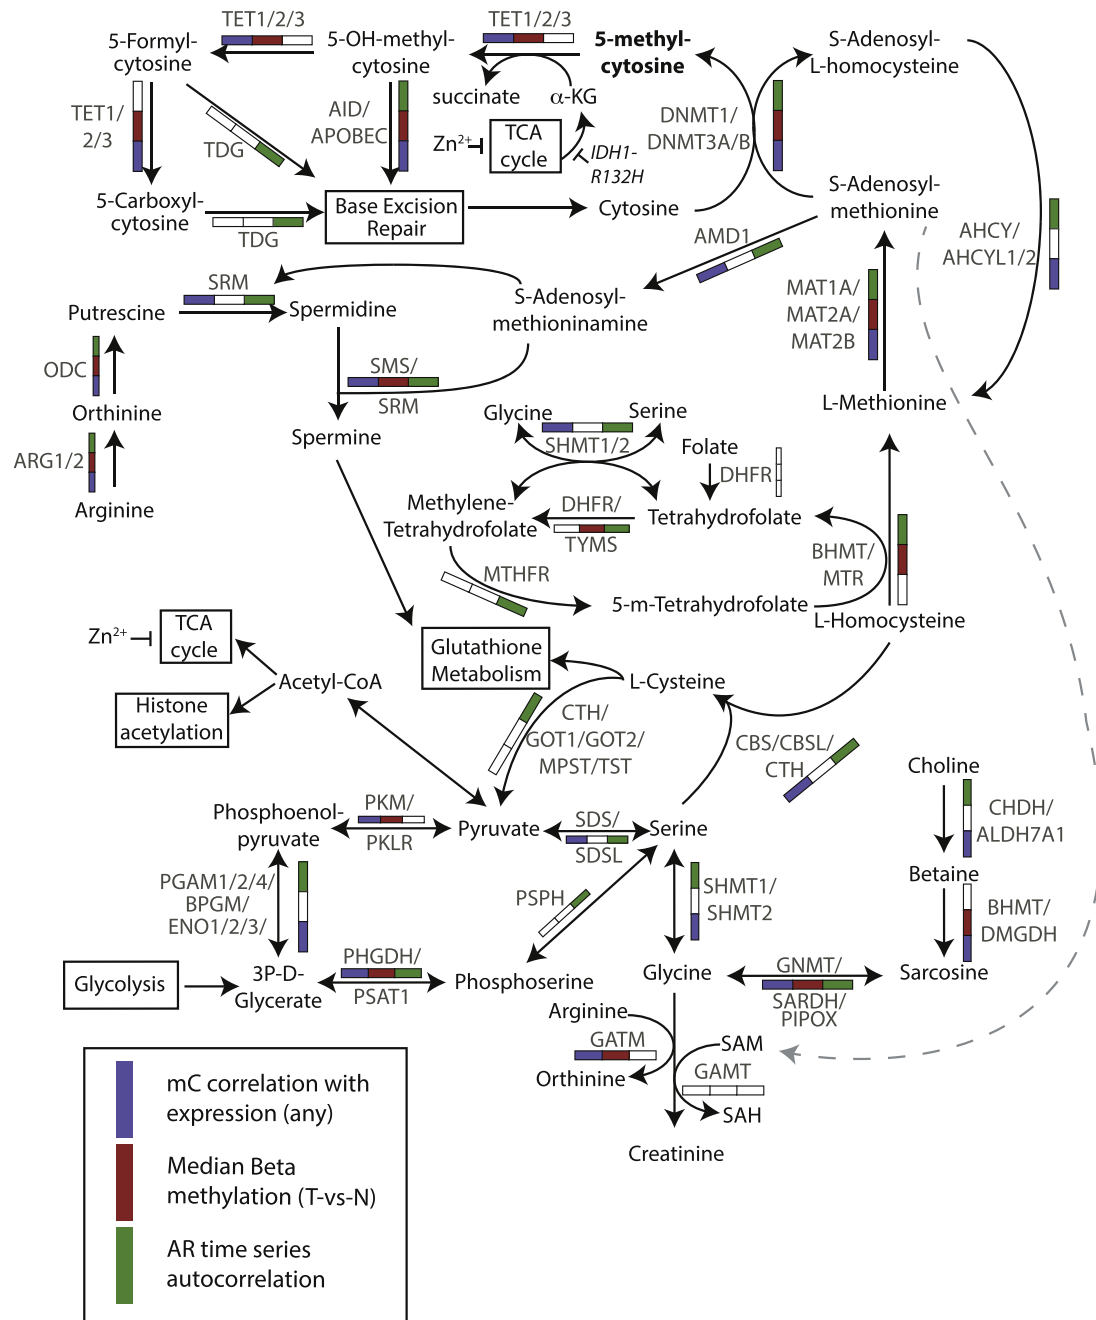 TET1/2/3
TET1/2/3
5-Formyl-
cytosine
5-OH-methyl-
cytosine
5-methyl-
cytosine
S-Adenosyl-
L-homocysteine
succinate
α-KG
TET1/
2/3
TDG
AID/
APOBEC
Zn²⁺
TCA
cycle
IDH1-
R132H
DNMT1/
DNMT3A/B
5-Carboxyl-
cytosine
TDG
Base Excision
Repair
Cytosine
S-Adenosyl-
methionine
AMD1
AHCY/
AHCYL1/2
SRM
Putrescine
Spermidine
S-Adenosyl-
methioninamine
MAT1A/
MAT2A/
MAT2B
ODC
SMS/
SRM
Orthinine
Spermine
L-Methionine
ARG1/2
Arginine
Glycine
Serine
SHMT1/2
Folate
DHFR
Methylene-
Tetrahydrofolate
DHFR/
TYMS
Tetrahydrofolate
MTHFR
BHMT/
MTR
5-m-Tetrahydrofolate
L-Homocysteine
Zn²⁺
TCA
cycle
Glutathione
Metabolism
Acetyl-CoA
L-Cysteine
Histone
acetylation
CTH/
GOT1/GOT2/
MPST/TST
CBS/CBSL/
CTH
Choline
CHDH/
ALDH7A1
Phosphoenol-
pyruvate
PKM/
PKLR
Pyruvate
SDS/
SDSL
Serine
Betaine
PGAM1/2/4/
BPGM/
ENO1/2/3/
PSPH
SHMT1/
SHMT2
BHMT/
DMGDH
Glycolysis
3P-D-
Glycerate
PHGDH/
PSAT1
Phosphoserine
Glycine
GNMT/
SARDH/
PIPOX
Sarcosine
Arginine
GATM
Orthinine
SAM
GAMT
SAH
Creatinine
mC correlation with
expression (any)
Median Beta
methylation (T-vs-N)
AR time series
autocorrelation